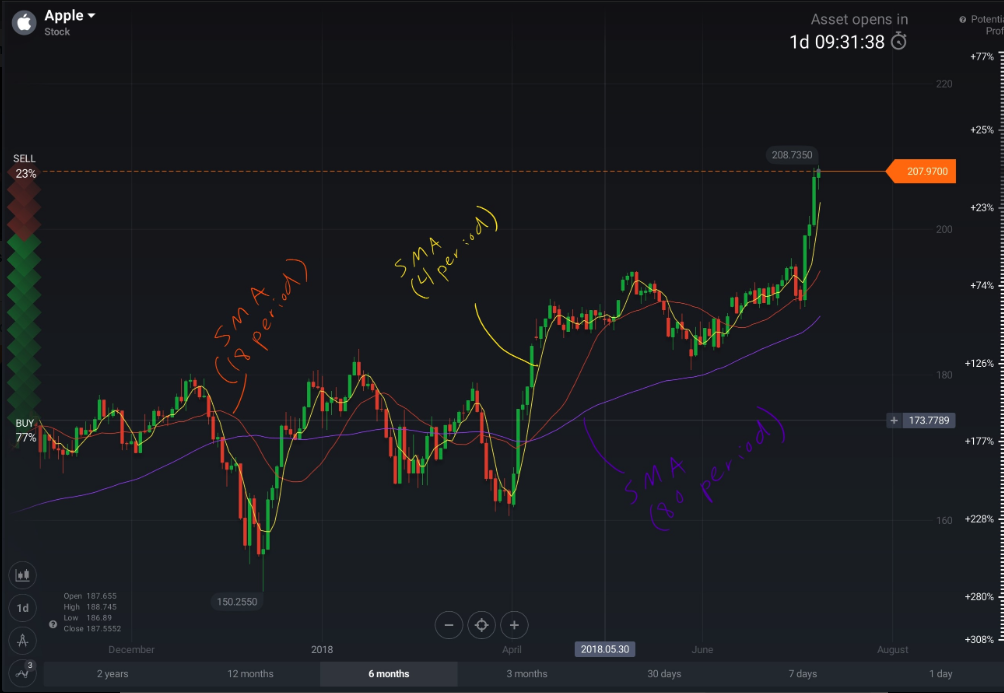 Apple
Stock
Asset opens in
1d 09:31:38
Potenti
Prof
+77%
220
+25%
SELL
23%
208.7350
207.9700
+23%
200
SMA
(4 period)
SMA
(18 period)
+74%
+126%
180
BUY
77%
+ 173.7789
+177%
SMA
(80 period)
160
+228%
150.2550
+280%
Open 187.655
High 188.745
Low 186.89
Close 187.5552
1d
?
− +
+308%
December 2018 April 2018.05.30 June August
3
2 years 12 months 6 months 3 months 30 days 7 days 1 day